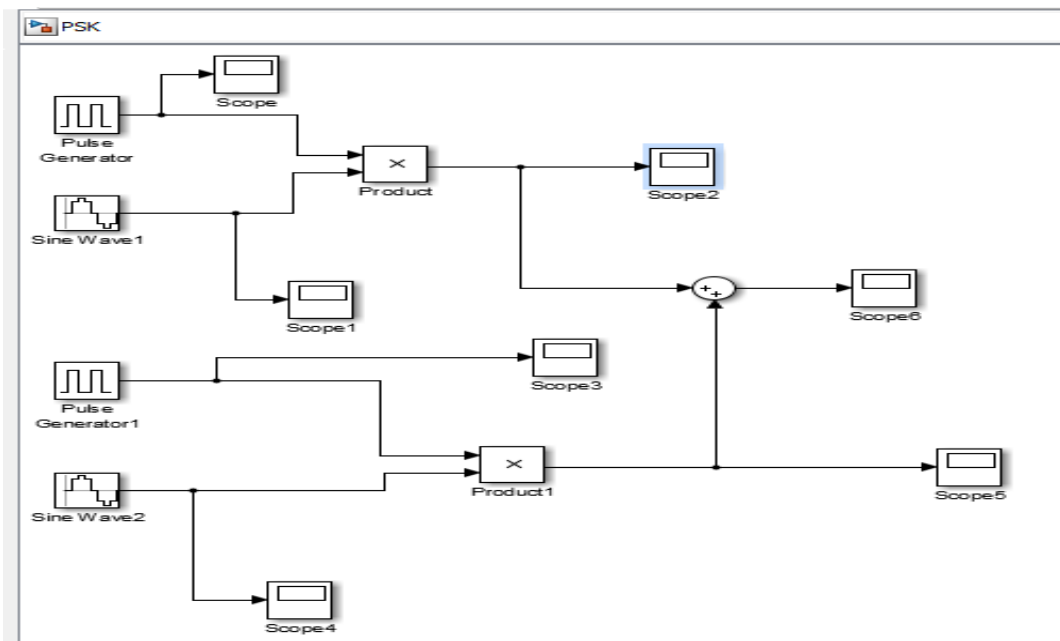 PSK
Scope
Pulse
Generator
Product
Scope2
Sine Wave1
Scope1
Scope6
Scope3
Pulse
Generator1
Product1
Scope5
Sine Wave2
Scope4